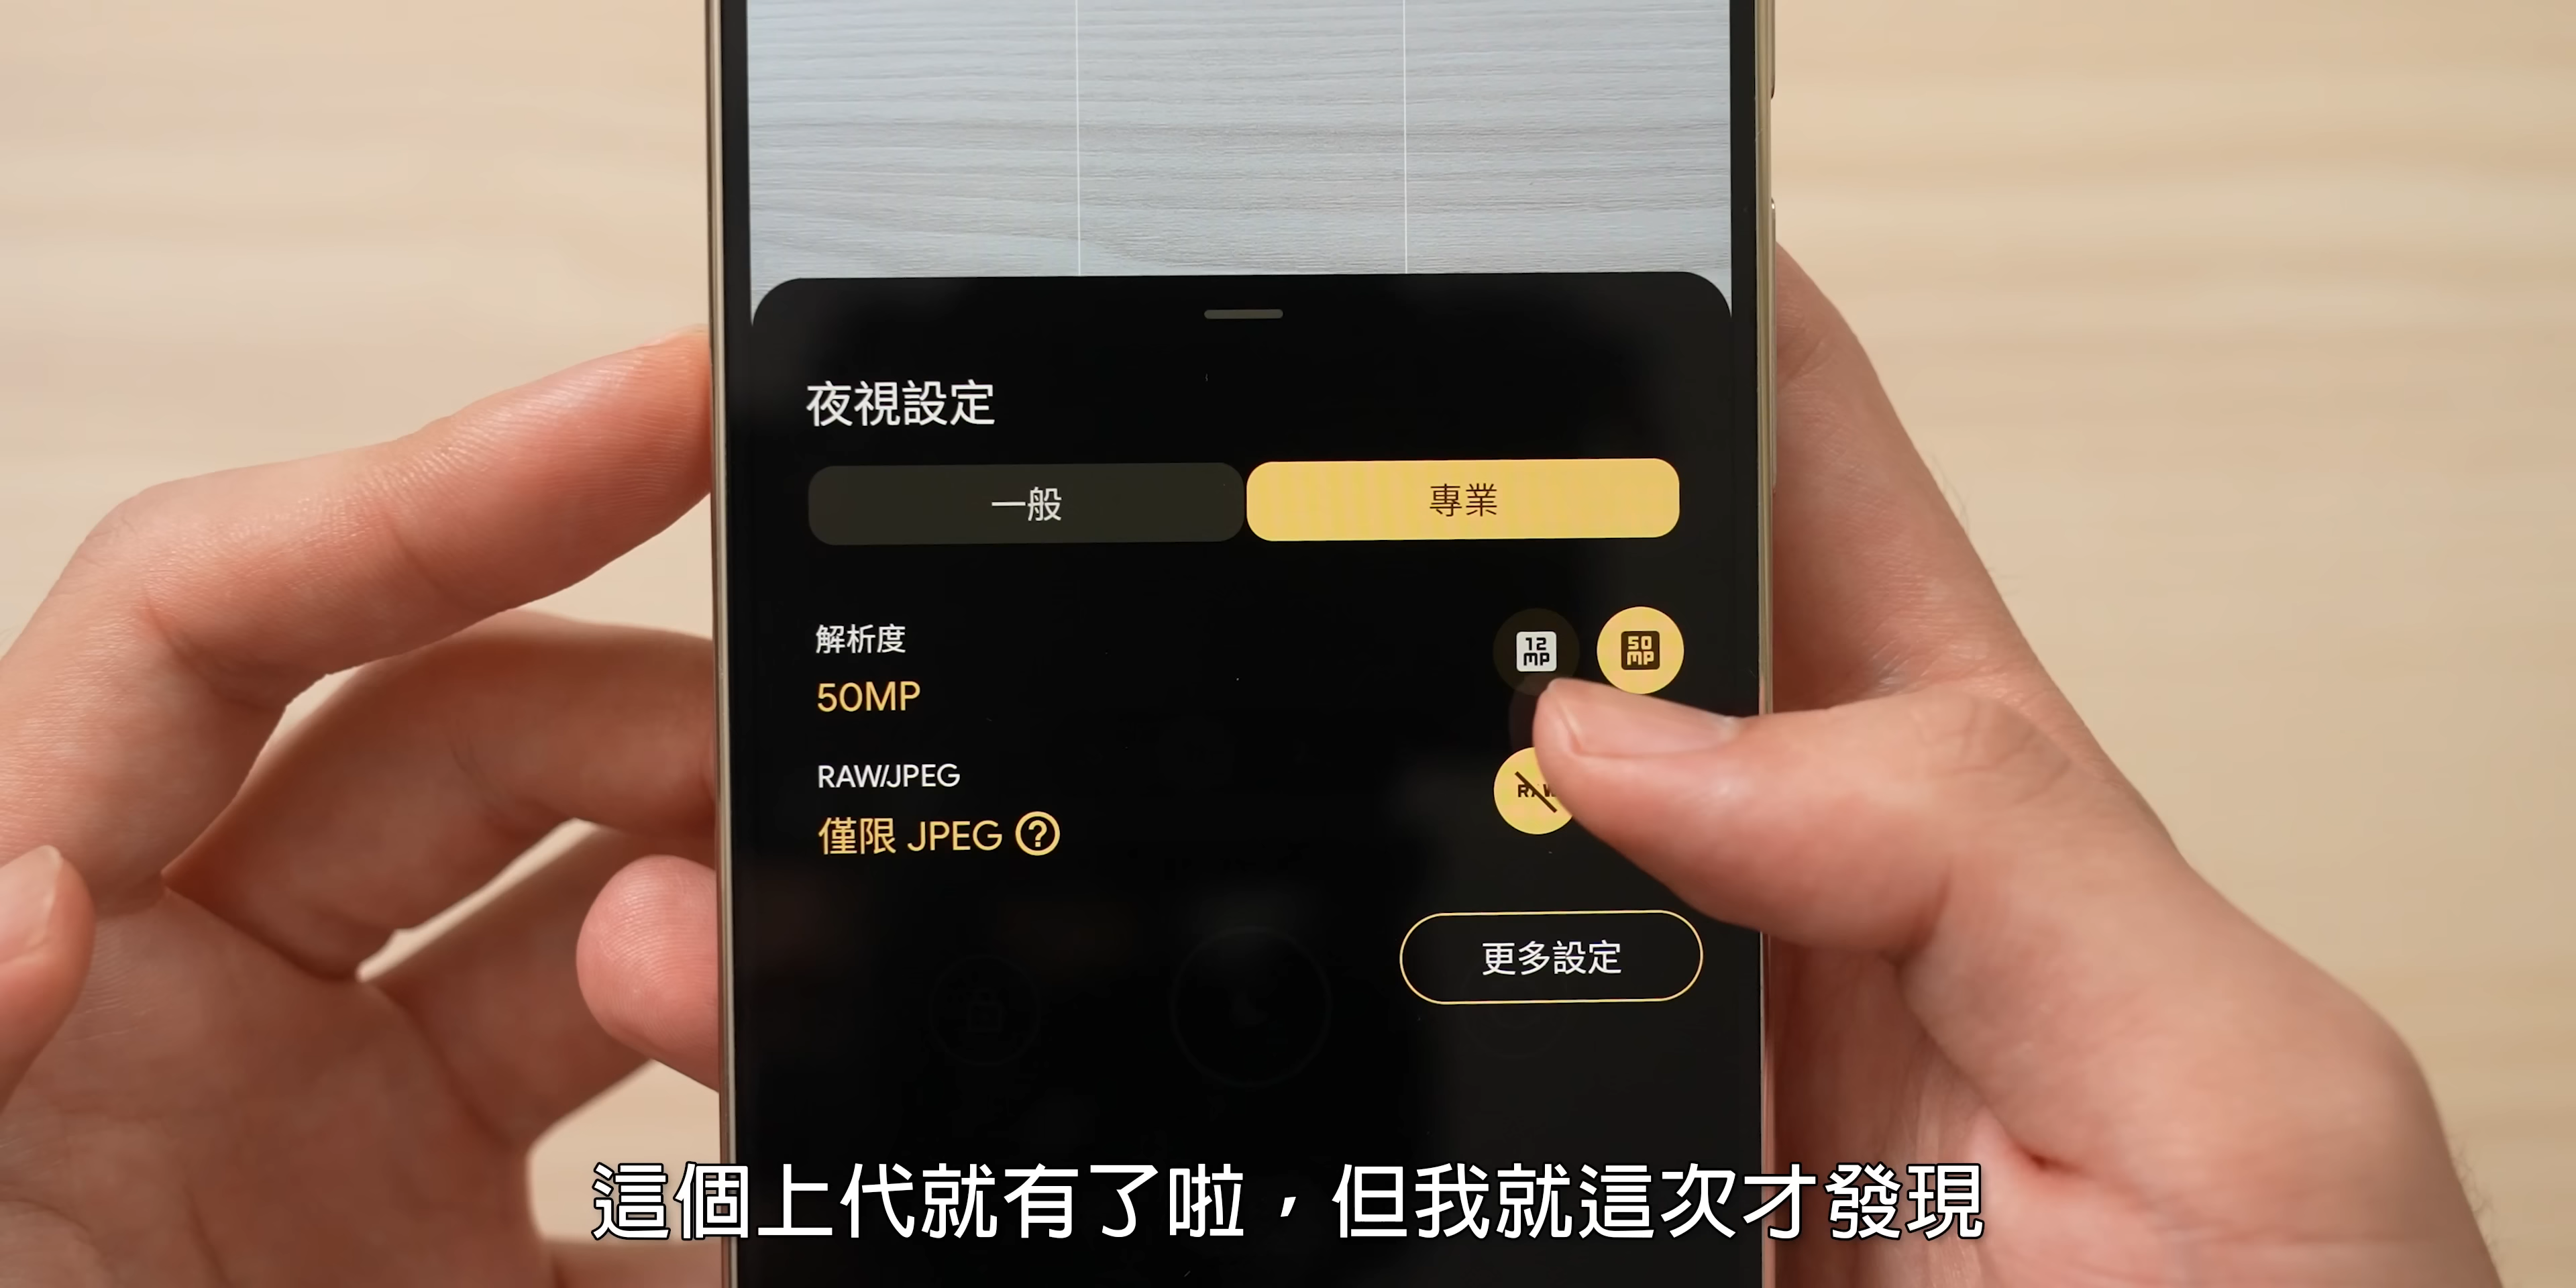 夜視設定
一般
專業
解析度
50MP
12
MP
50
MP
RAW/JPEG
僅限 JPEG ?
RAW
更多設定
這個上代就有了啦，但我就這次才發現